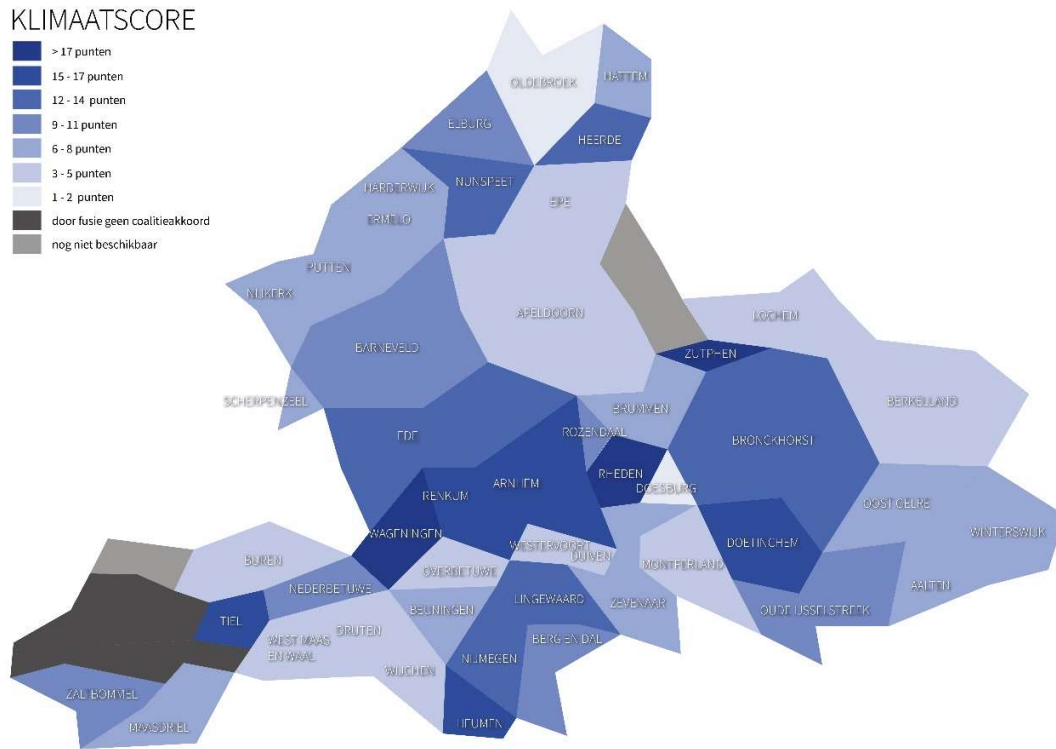 KLIMAATSCORE
> 17 punten
15 - 17 punten
12 - 14 punten
9 - 11 punten
6 - 8 punten
3 - 5 punten
1 - 2 punten
door fusie geen coalitieakkoord
nog niet beschikbaar
OLDEBROEK
HATTEM
ELBURG
HEERDE
NUNSPEET
HARDERWIJK
EPE
ERMELO
PUTTEN
NIJKERK
APELDOORN
LOCHEM
BARNEVELD
ZUTPHEN
SCHERPENZEEL
BRUMMEN
BERKELLAND
EDE
ROZENDAAL
BRONCKHORST
RHEDEN
ARNHEM
DOESBURG
RENKUM
OOST GELRE
WAGENINGEN
WINTERSWIJK
DOETINCHEM
WESTERVOORT
DUIVEN
BUREN
MONTFERLAND
OVERBETUWE
AALTEN
NEDERBETUWE
LINGEWAARD
ZEVENAAR
BEUNINGEN
OUDE IJSSELSTREEK
TIEL
DRUTEN
BERG EN DAL
WEST MAAS
EN WAAL
NIJMEGEN
WIJCHEN
ZALTBOMMEL
HEUMEN
MAASDRIEL